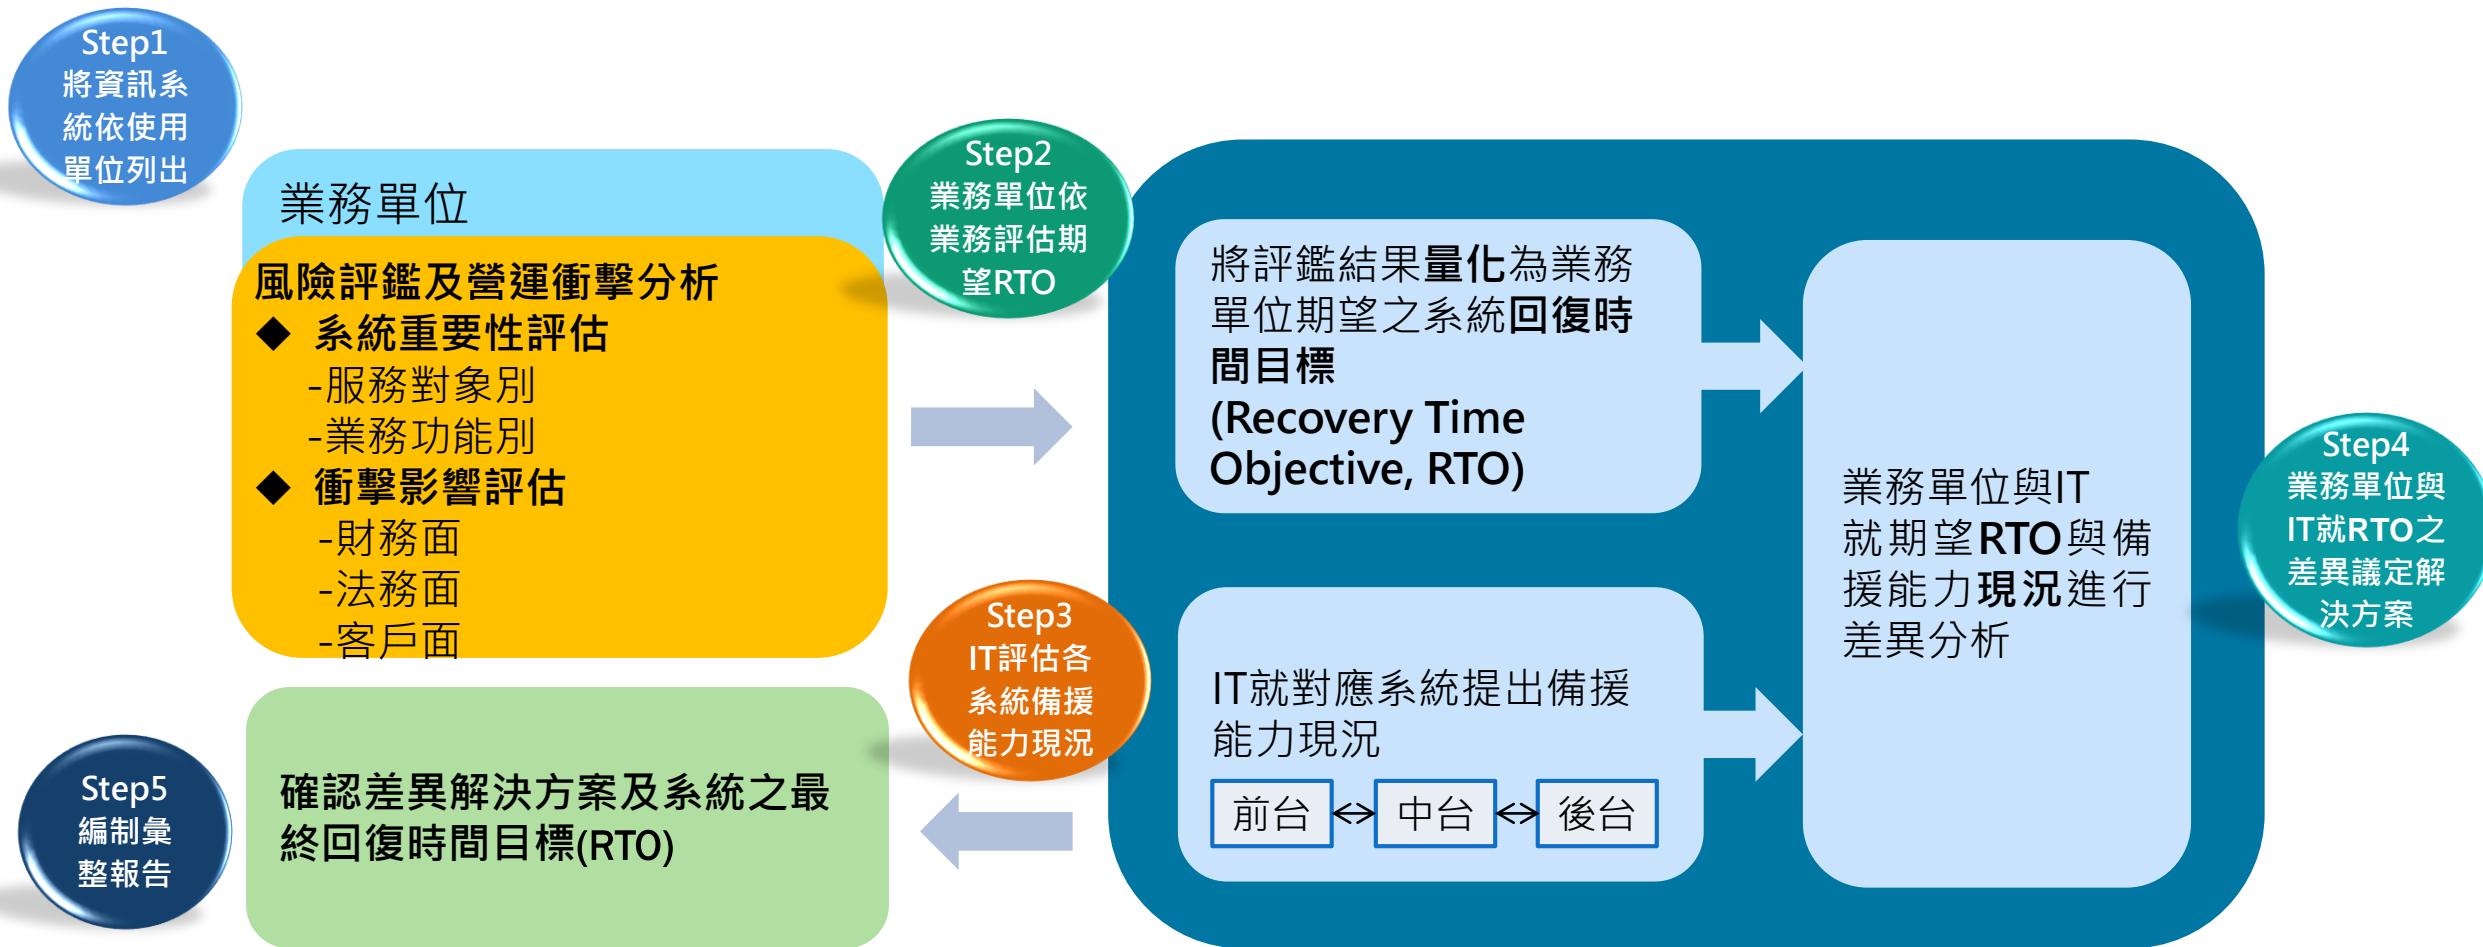 Step1
將資訊系
統依使用
單位列出
業務單位
風險評鑑及營運衝擊分析
◆ 系統重要性評估
-服務對象別
-業務功能別
◆ 衝擊影響評估
-財務面
-法務面
-客戶面
Step2
業務單位依
業務評估期
望RTO
將評鑑結果量化為業務
單位期望之系統回復時
間目標
(Recovery Time
Objective, RTO)
Step3
IT評估各
系統備援
能力現況
IT就對應系統提出備援
能力現況
前台
中台
後台
業務單位與IT
就期望RTO與備
援能力現況進行
差異分析
Step4
業務單位與
IT就RTO之
差異議定解
決方案
Step5
編制彙
整報告
確認差異解決方案及系統之最
終回復時間目標(RTO)